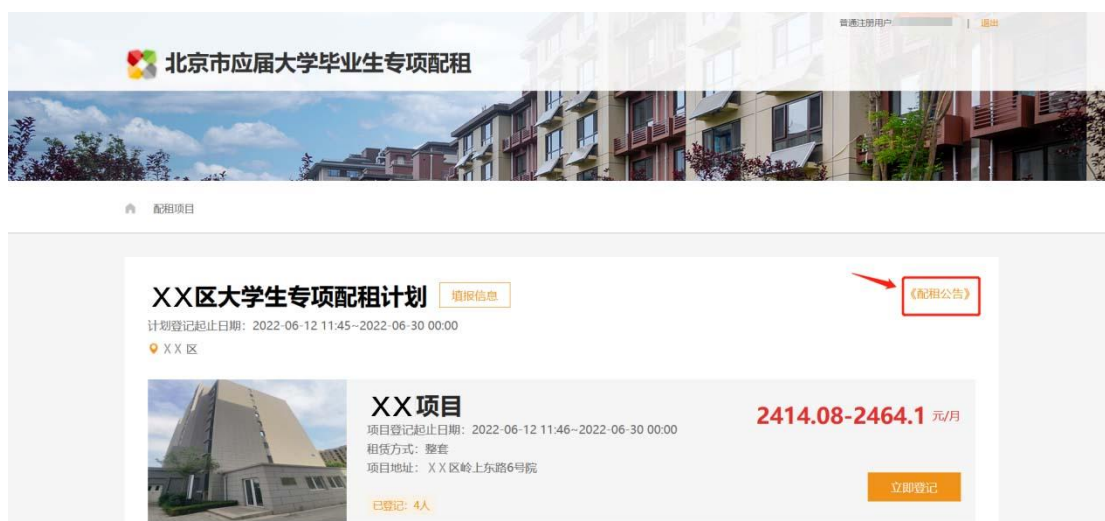 普通注册用户 | 退出
北京市应届大学毕业生专项配租
配租项目
XX区大学生专项配租计划 填报信息 《配租公告》
计划登记起止日期：2022-06-12 11:45~2022-06-30 00:00
XX 区
XX项目
项目登记起止日期：2022-06-12 11:46~2022-06-30 00:00
2414.08-2464.1 元/月
租赁方式：整套
项目地址：XX区岭上东路6号院
立即登记
已登记：4人